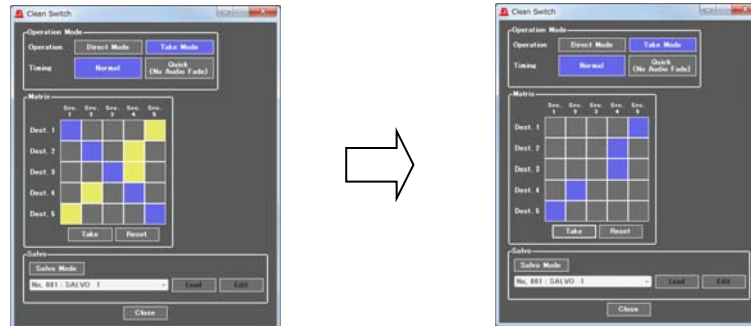 Clean Switch
Operation Mode
Operation Direct Mode Take Mode
Timing Normal Quick
(No Audio Fade)
Matrix
Src. Src. Src. Src. Src.
1 2 3 4 5
Dest. 1
Dest. 2
Dest. 3
Dest. 4
Dest. 5
Take Reset
Salvo
Salvo Mode
No. 001 : SALVO 1 Load Edit
Close
Clean Switch
Operation Mode
Operation Direct Mode Take Mode
Timing Normal Quick
(No Audio Fade)
Matrix
Src. Src. Src. Src. Src.
1 2 3 4 5
Dest. 1
Dest. 2
Dest. 3
Dest. 4
Dest. 5
Take Reset
Salvo
Salvo Mode
No. 001 : SALVO 1 Load Edit
Close